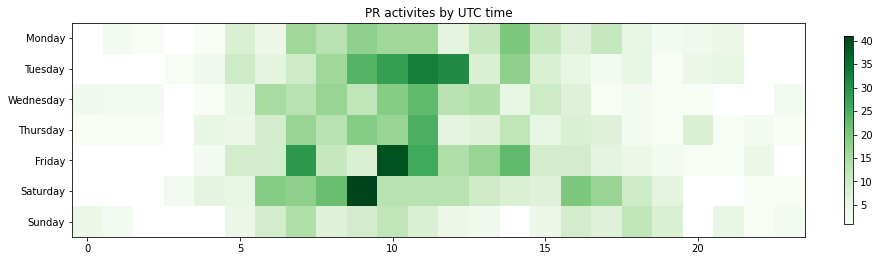 PR activites by UTC time
Monday
Tuesday
Wednesday
Thursday
Friday
Saturday
Sunday
0 5 10 15 20
40
35
30
25
20
15
10
5